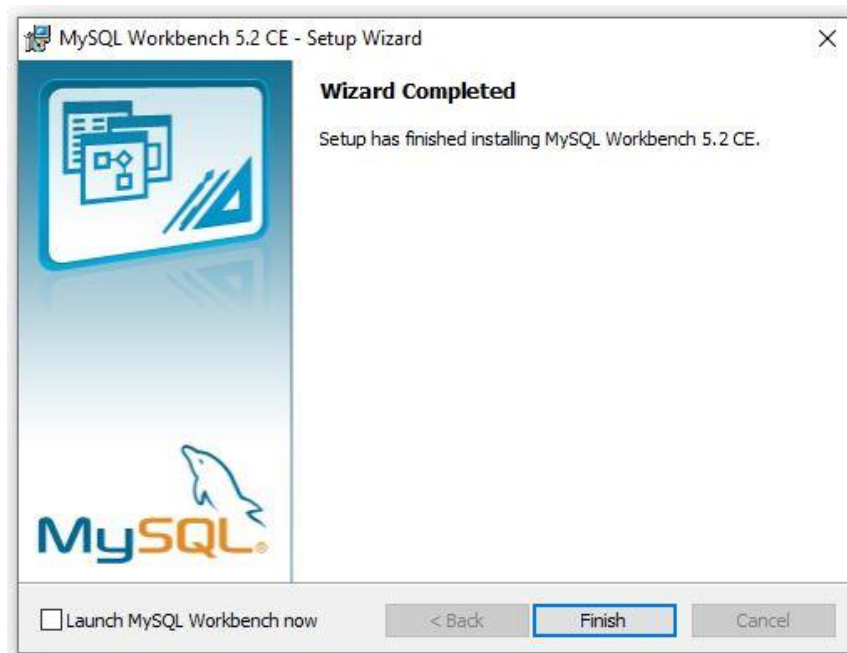 MySQL Workbench 5.2 CE - Setup Wizard
Wizard Completed
Setup has finished installing MySQL Workbench 5.2 CE.
MySQL®
Launch MySQL Workbench now
< Back
Finish
Cancel